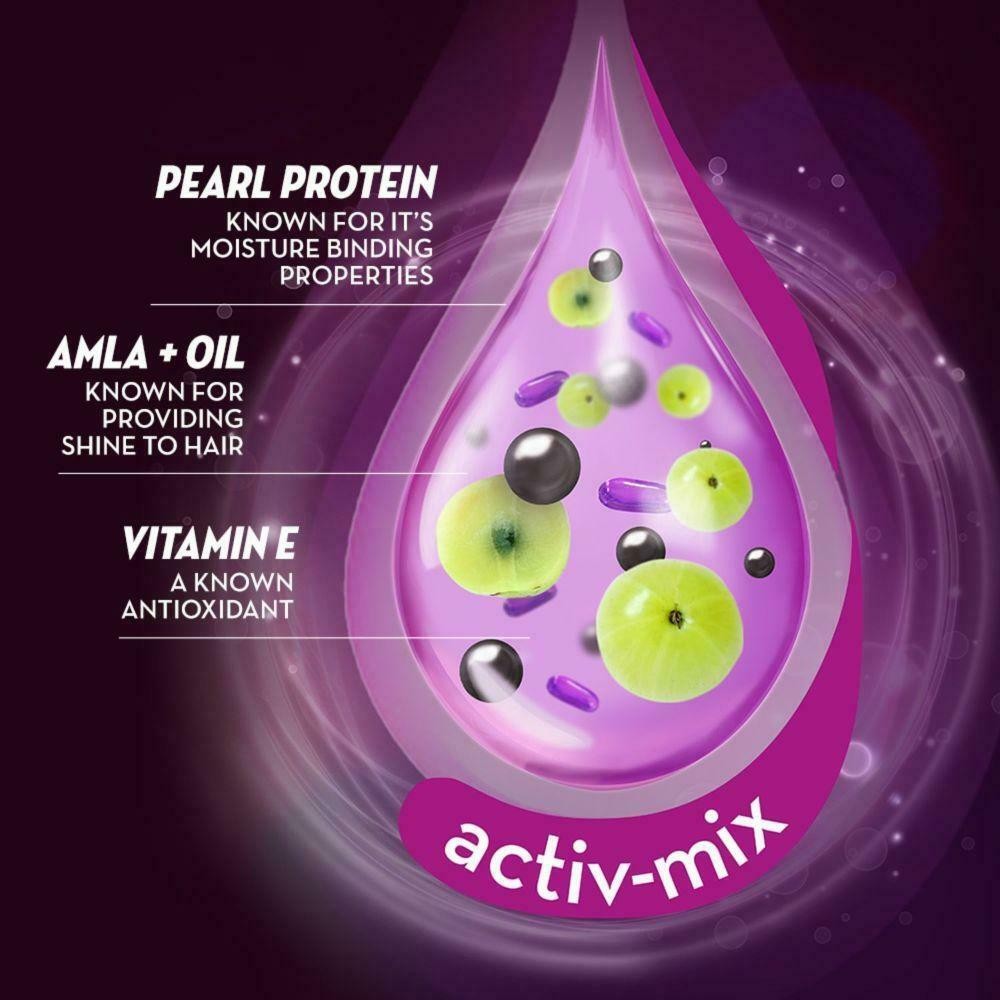 PEARL PROTEIN
KNOWN FOR IT'S
MOISTURE BINDING
PROPERTIES
AMLA + OIL
KNOWN FOR
PROVIDING
SHINE TO HAIR
VITAMIN E
A KNOWN
ANTIOXIDANT
activ-mix